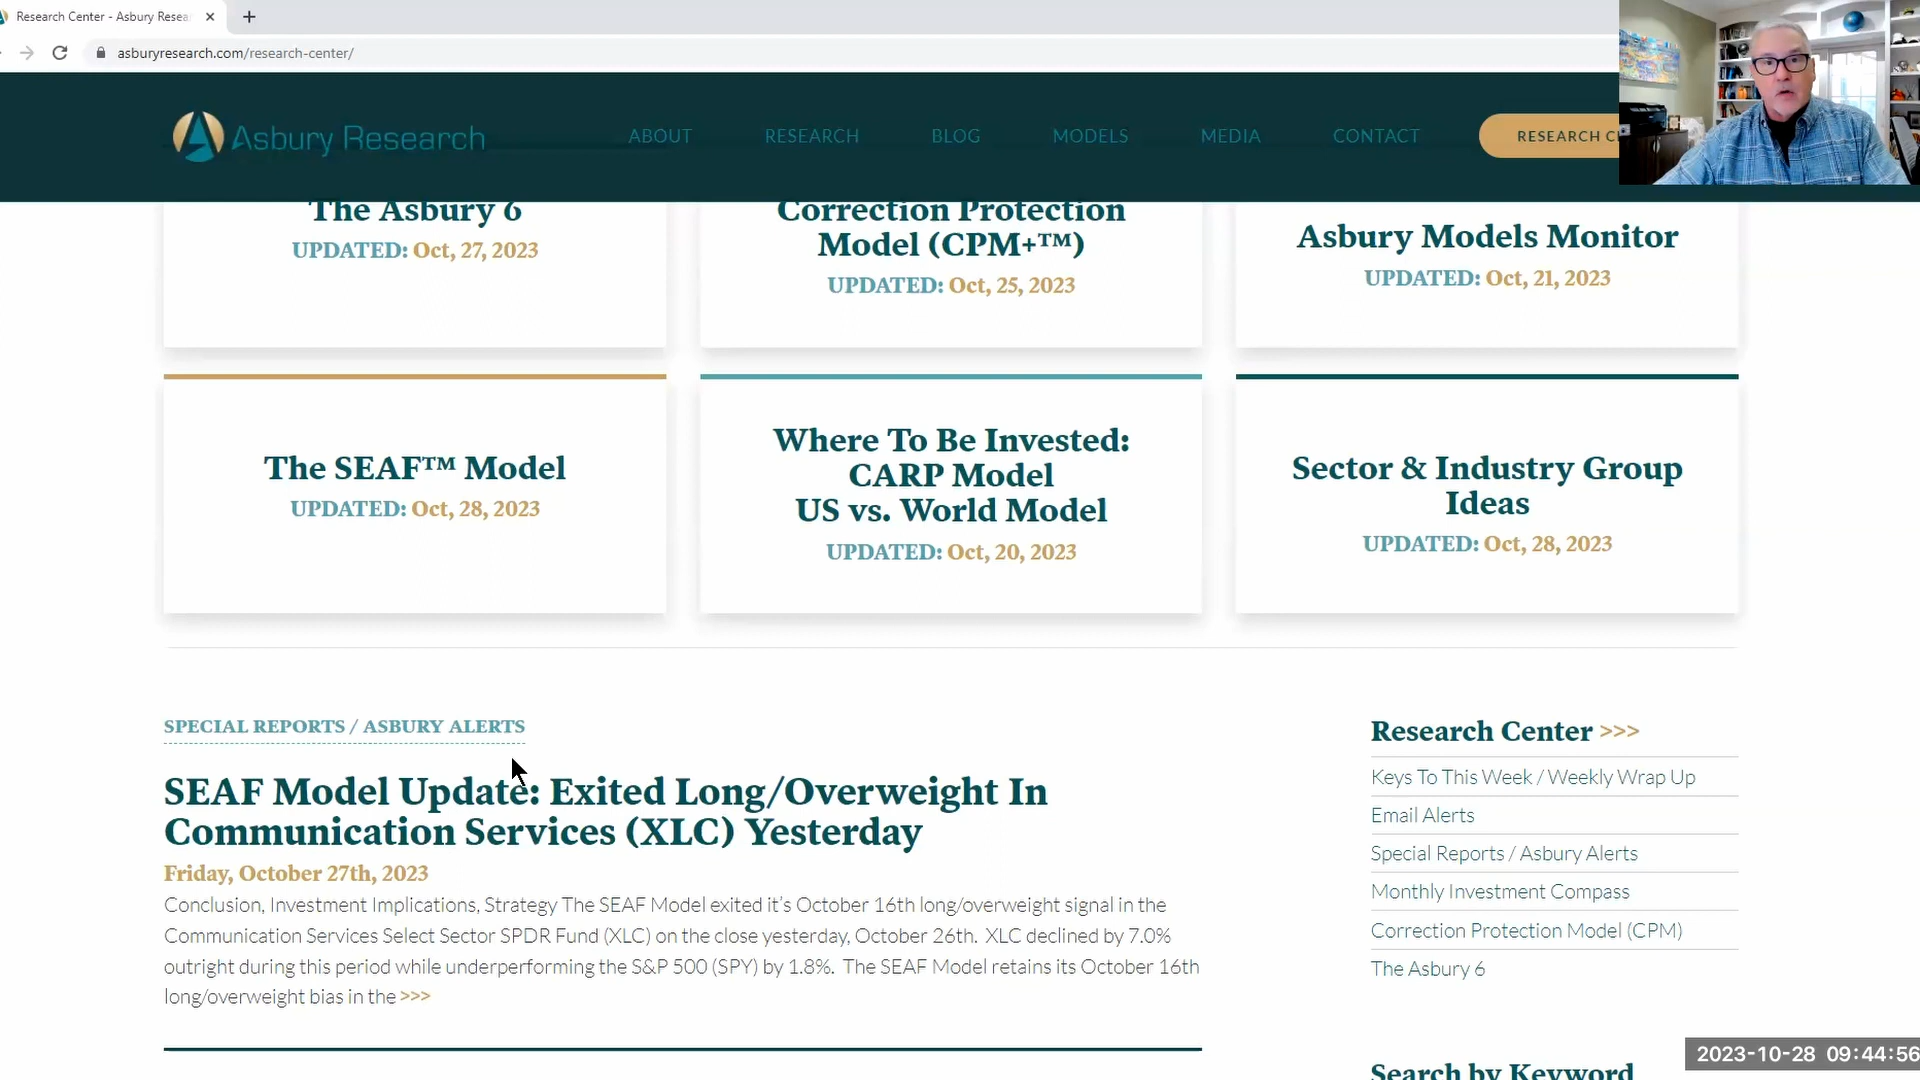 Research Center - Asbury Resea
asburyresearch.com/research-center/
Asbury Research
ABOUT
RESEARCH
BLOG
MODELS
MEDIA
CONTACT
RESEARCH C
The Asbury 6
UPDATED: Oct, 27, 2023
Correction Protection
Model (CPM+™)
UPDATED: Oct, 25, 2023
Asbury Models Monitor
UPDATED: Oct, 21, 2023
The SEAF™ Model
UPDATED: Oct, 28, 2023
Where To Be Invested:
CARP Model
US vs. World Model
UPDATED: Oct, 20, 2023
Sector & Industry Group
Ideas
UPDATED: Oct, 28, 2023
SPECIAL REPORTS / ASBURY ALERTS
SEAF Model Update: Exited Long/Overweight In
Communication Services (XLC) Yesterday
Friday, October 27th, 2023
Conclusion, Investment Implications, Strategy The SEAF Model exited it’s October 16th long/overweight signal in the
Communication Services Select Sector SPDR Fund (XLC) on the close yesterday, October 26th.  XLC declined by 7.0%
outright during this period while underperforming the S&P 500 (SPY) by 1.8%.  The SEAF Model retains its October 16th
long/overweight bias in the >>>
Research Center >>>
Keys To This Week / Weekly Wrap Up
Email Alerts
Special Reports / Asbury Alerts
Monthly Investment Compass
Correction Protection Model (CPM)
The Asbury 6
Search by Keyword
2023-10-28 09:44:56